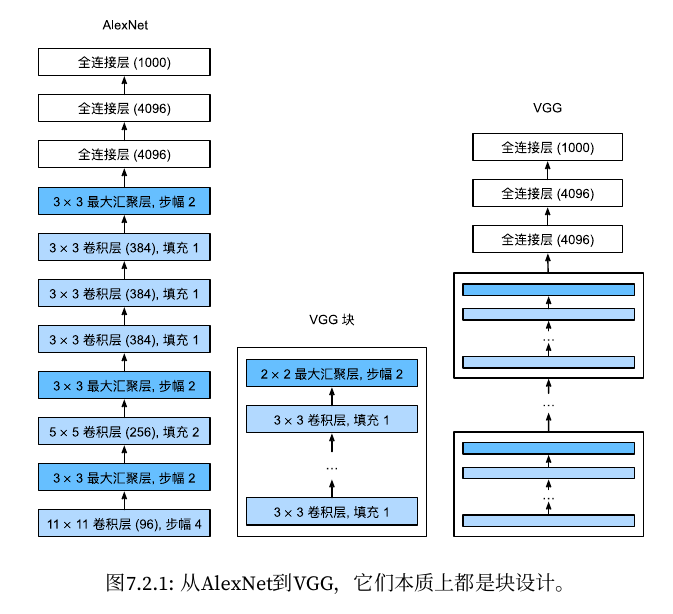 AlexNet
全连接层 (1000)
全连接层 (4096)
全连接层 (4096)
3 × 3 最大汇聚层, 步幅 2
3 × 3 卷积层 (384), 填充 1
3 × 3 卷积层 (384), 填充 1
3 × 3 卷积层 (384), 填充 1
3 × 3 最大汇聚层, 步幅 2
5 × 5 卷积层 (256), 填充 2
3 × 3 最大汇聚层, 步幅 2
11 × 11 卷积层 (96), 步幅 4
VGG 块
2 × 2 最大汇聚层, 步幅 2
3 × 3 卷积层, 填充 1
...
3 × 3 卷积层, 填充 1
VGG
全连接层 (1000)
全连接层 (4096)
全连接层 (4096)
...
...
...
图7.2.1: 从AlexNet到VGG，它们本质上都是块设计。